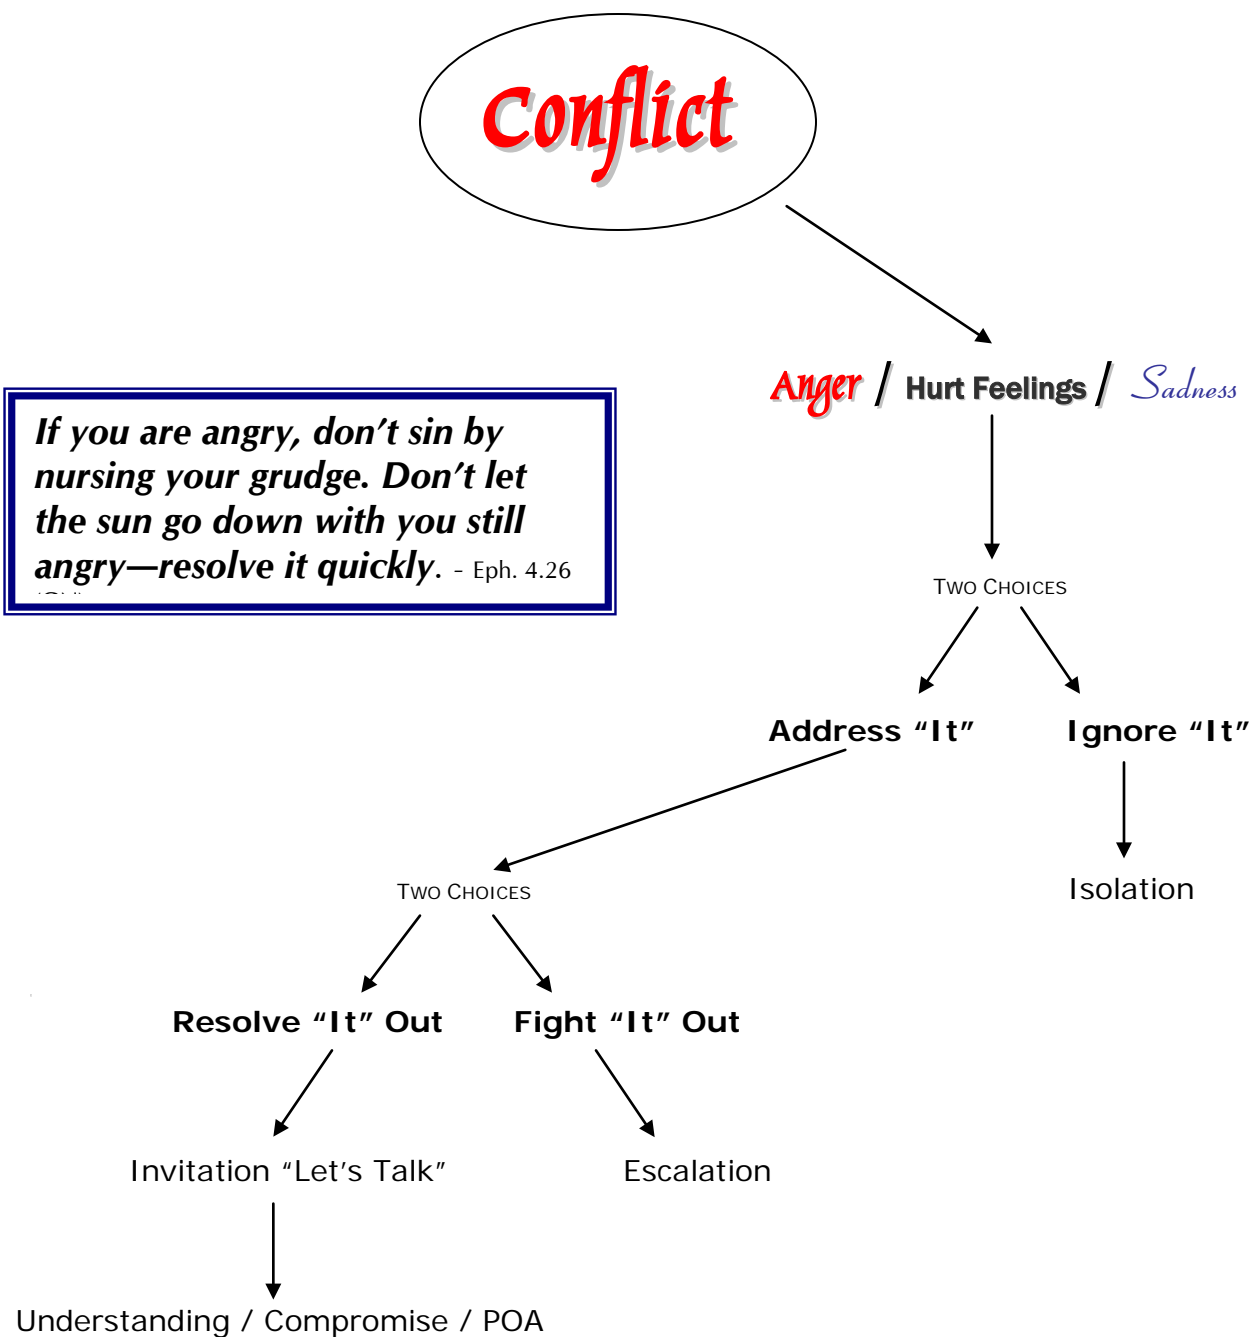 Conflict
Anger / Hurt Feelings / Sadness
If you are angry, don’t sin by
nursing your grudge. Don’t let
the sun go down with you still
angry—resolve it quickly. - Eph. 4.26
TWO CHOICES
Address “It” Ignore “It”
Isolation
TWO CHOICES
Resolve “It” Out Fight “It” Out
Invitation “Let’s Talk” Escalation
Understanding / Compromise / POA